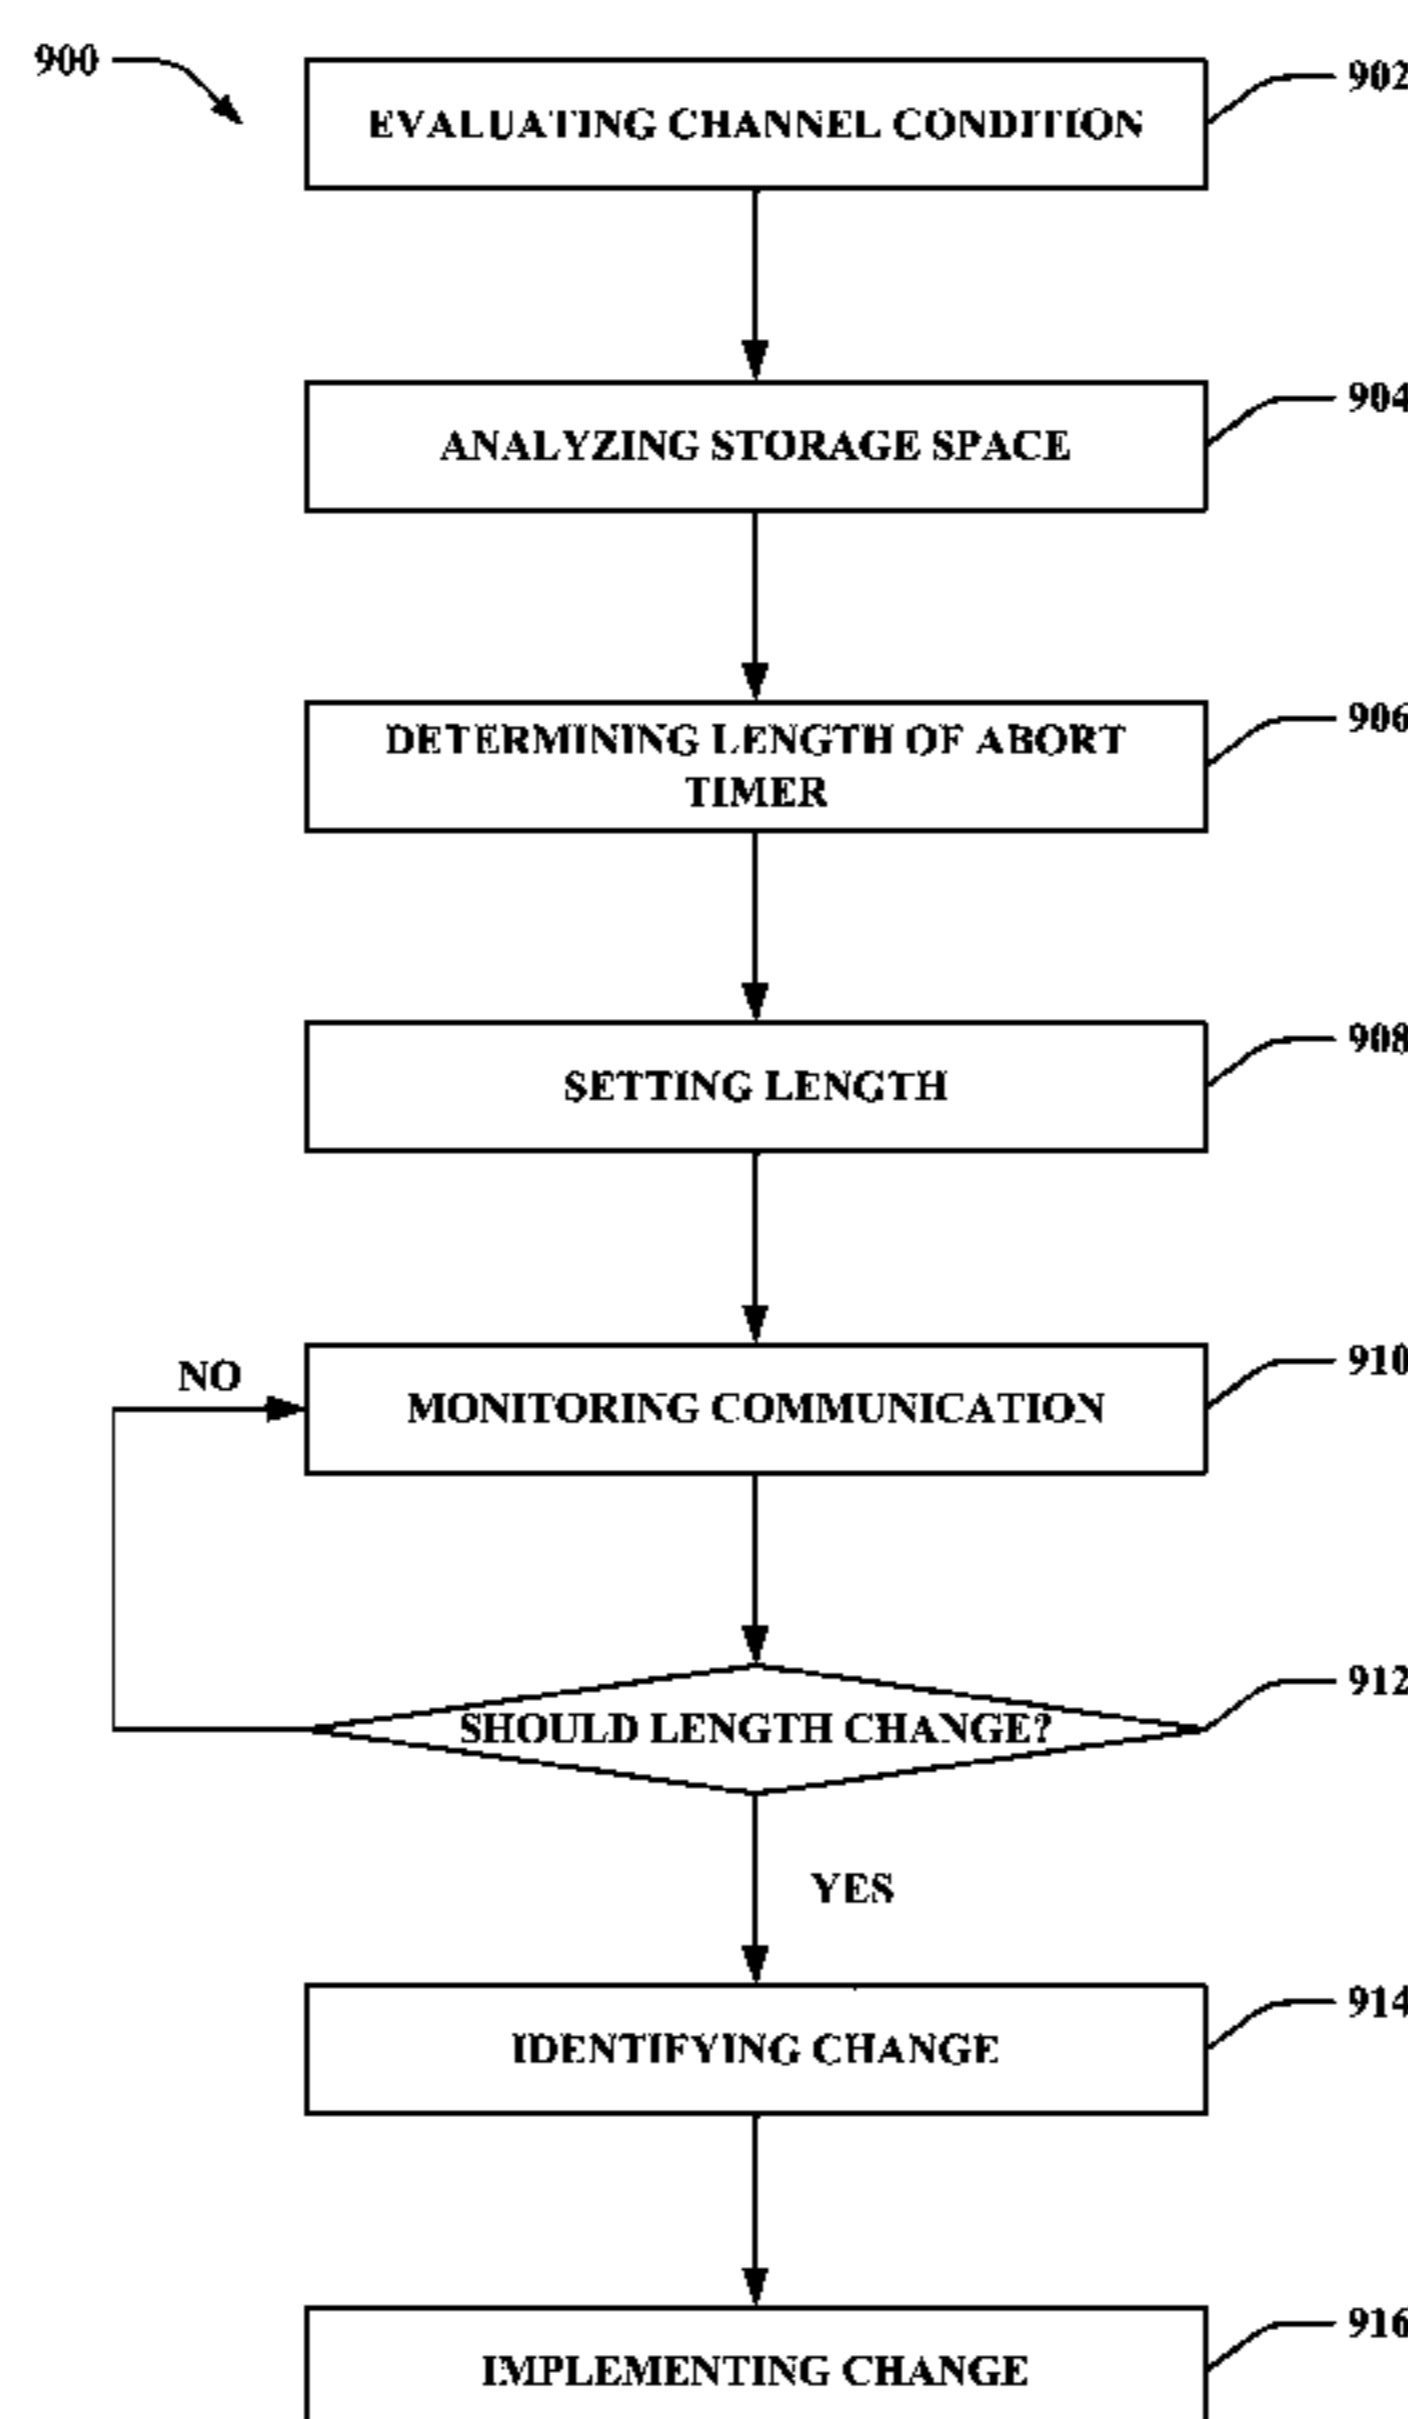 900
902
EVALUATING CHANNEL CONDITION
904
ANALYZING STORAGE SPACE
906
DETERMINING LENGTH OF ABORT
TIMER
908
SETTING LENGTH
910
NO
MONITORING COMMUNICATION
912
SHOULD LENGTH CHANGE?
YES
914
IDENTIFYING CHANGE
916
IMPLEMENTING CHANGE